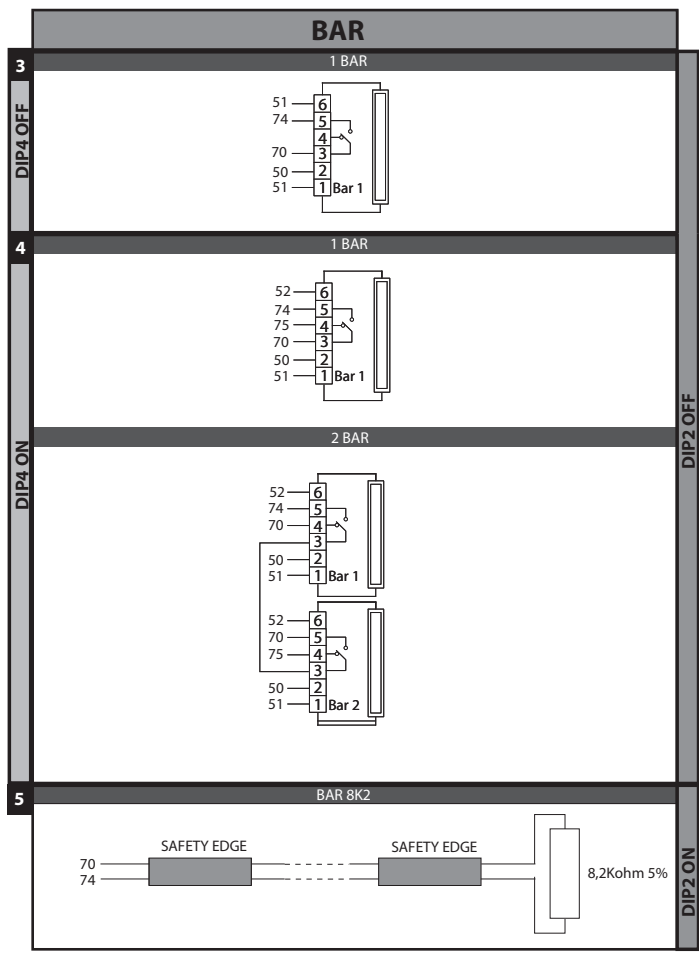 BAR
3
1 BAR
DIP4 OFF
51 6
74 5
4
70 3
50 2
51 1 Bar 1
4
1 BAR
DIP4 ON
52 6
74 5
75 4
70 3
50 2
51 1 Bar 1
DIP2 OFF
2 BAR
52 6
74 5
70 4
3
50 2
51 1 Bar 1
52 6
70 5
75 4
3
50 2
51 1 Bar 2
5
BAR 8K2
SAFETY EDGE SAFETY EDGE
70
74
8,2Kohm 5%
DIP2 ON